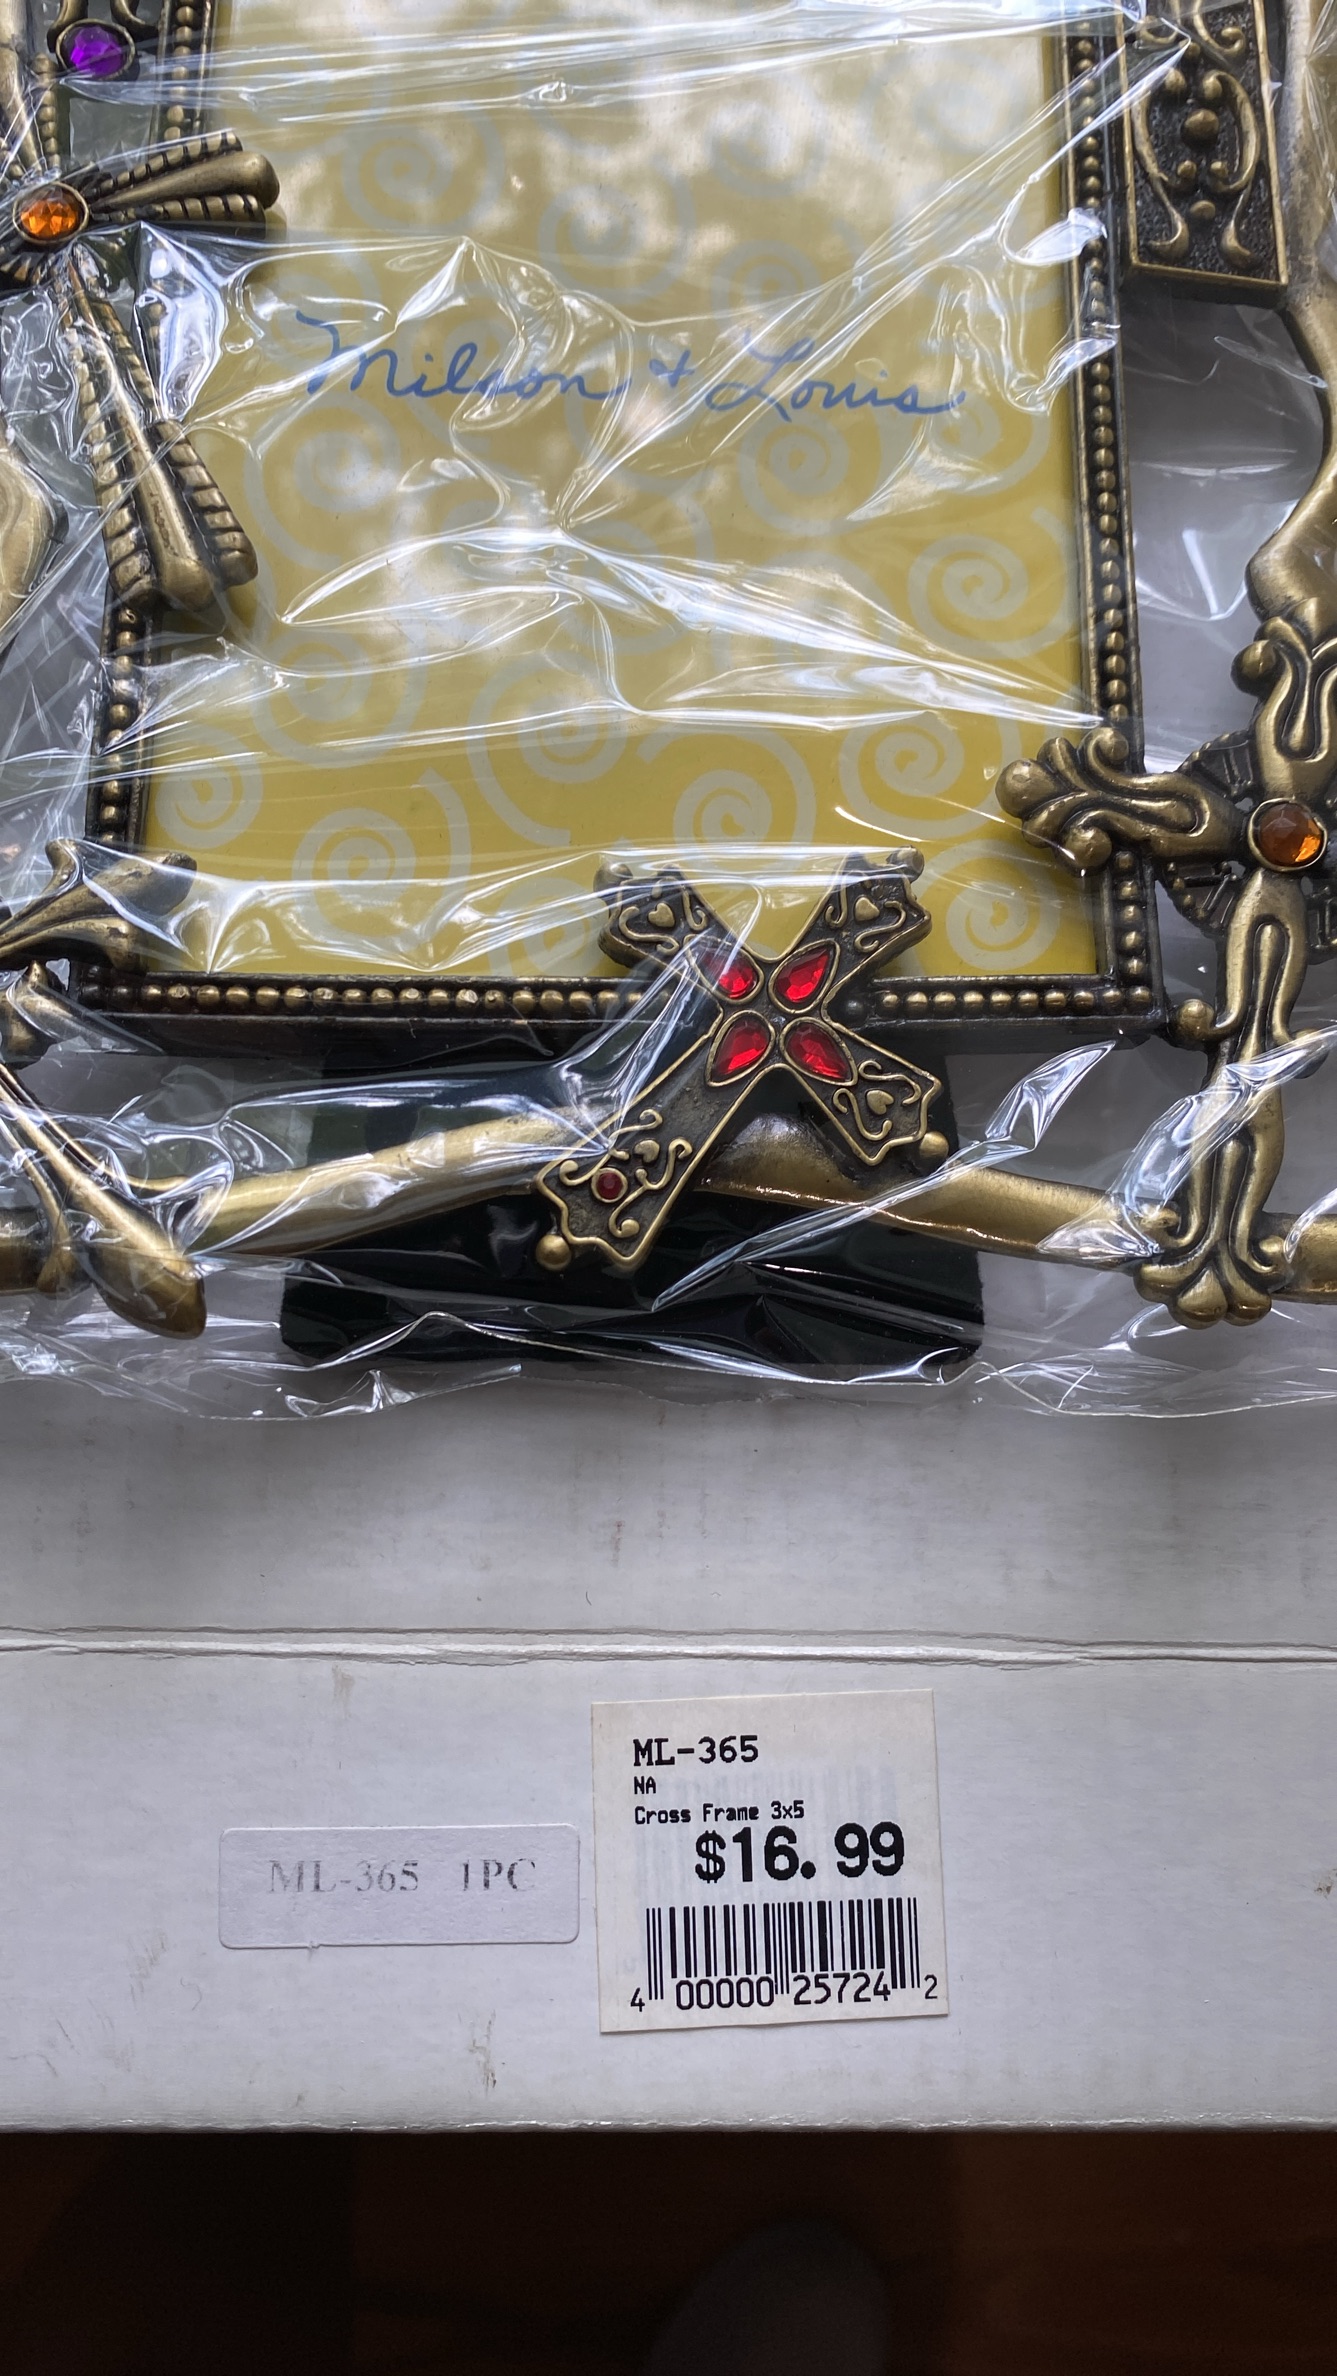 Milson + Louis
ML-365
NA
Cross Frame 3x5
$16.99
ML-365 1PC
4 00000 25724 2